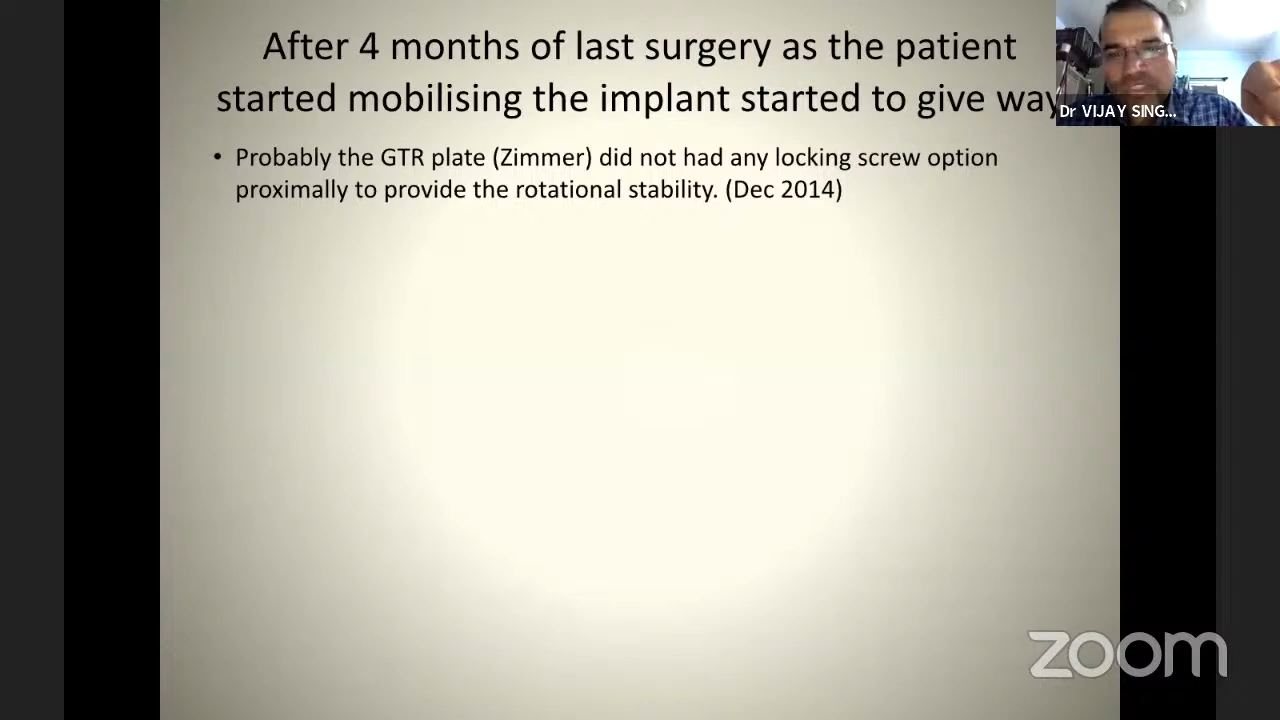 After 4 months of last surgery as the patient
started mobilising the implant started to give way
Dr VIJAY SING...
• Probably the GTR plate (Zimmer) did not had any locking screw option
proximally to provide the rotational stability. (Dec 2014)
zoom